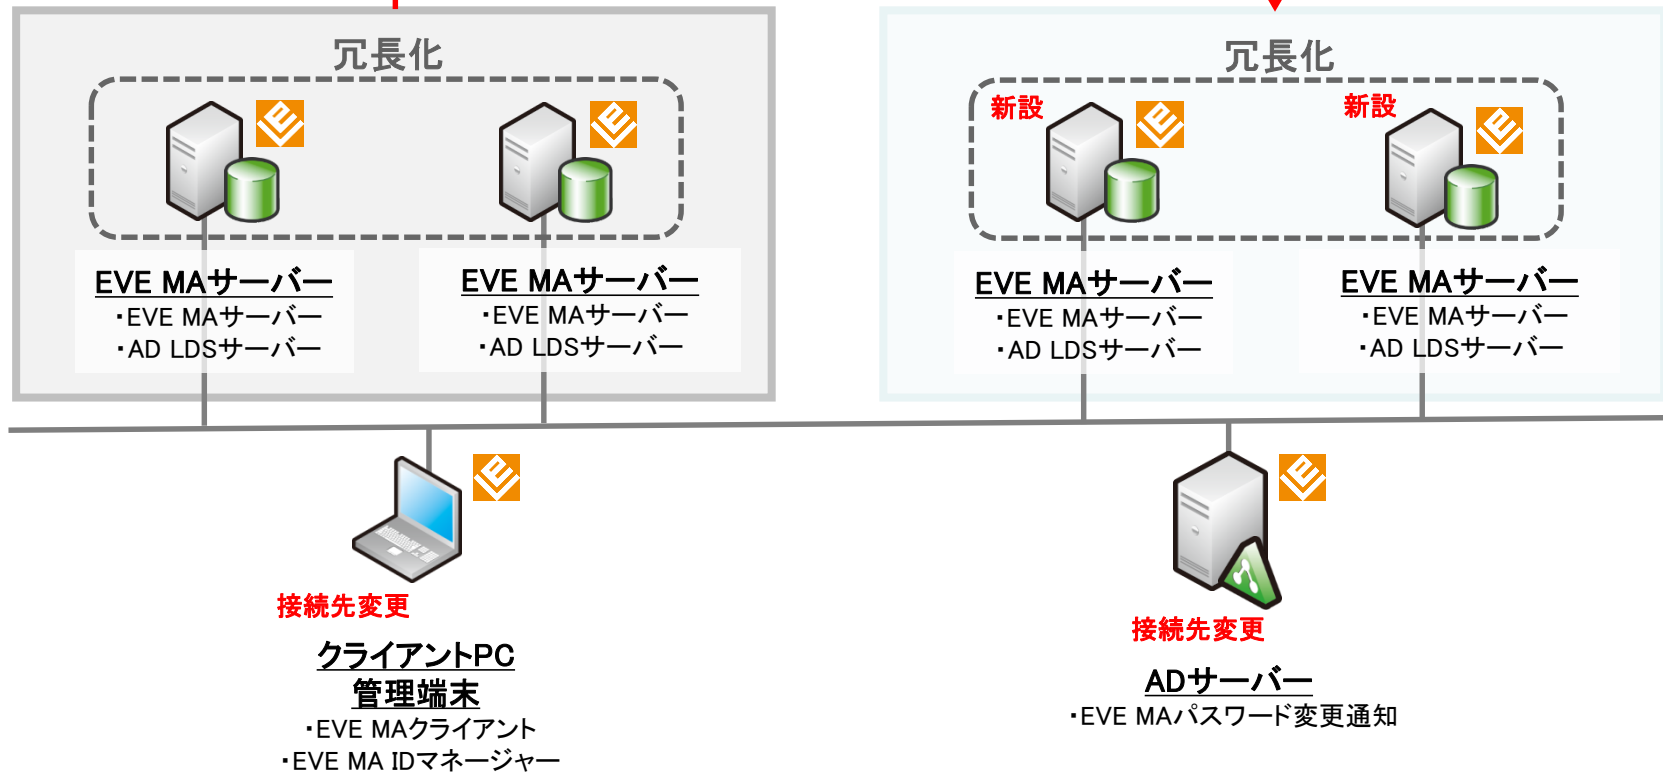 冗長化
EVE MAサーバー
・EVE MAサーバー
・AD LDSサーバー
EVE MAサーバー
・EVE MAサーバー
・AD LDSサーバー
冗長化
新設
新設
EVE MAサーバー
・EVE MAサーバー
・AD LDSサーバー
EVE MAサーバー
・EVE MAサーバー
・AD LDSサーバー
接続先変更
クライアントPC
管理端末
・EVE MAクライアント
・EVE MA IDマネージャー
接続先変更
ADサーバー
・EVE MAパスワード変更通知